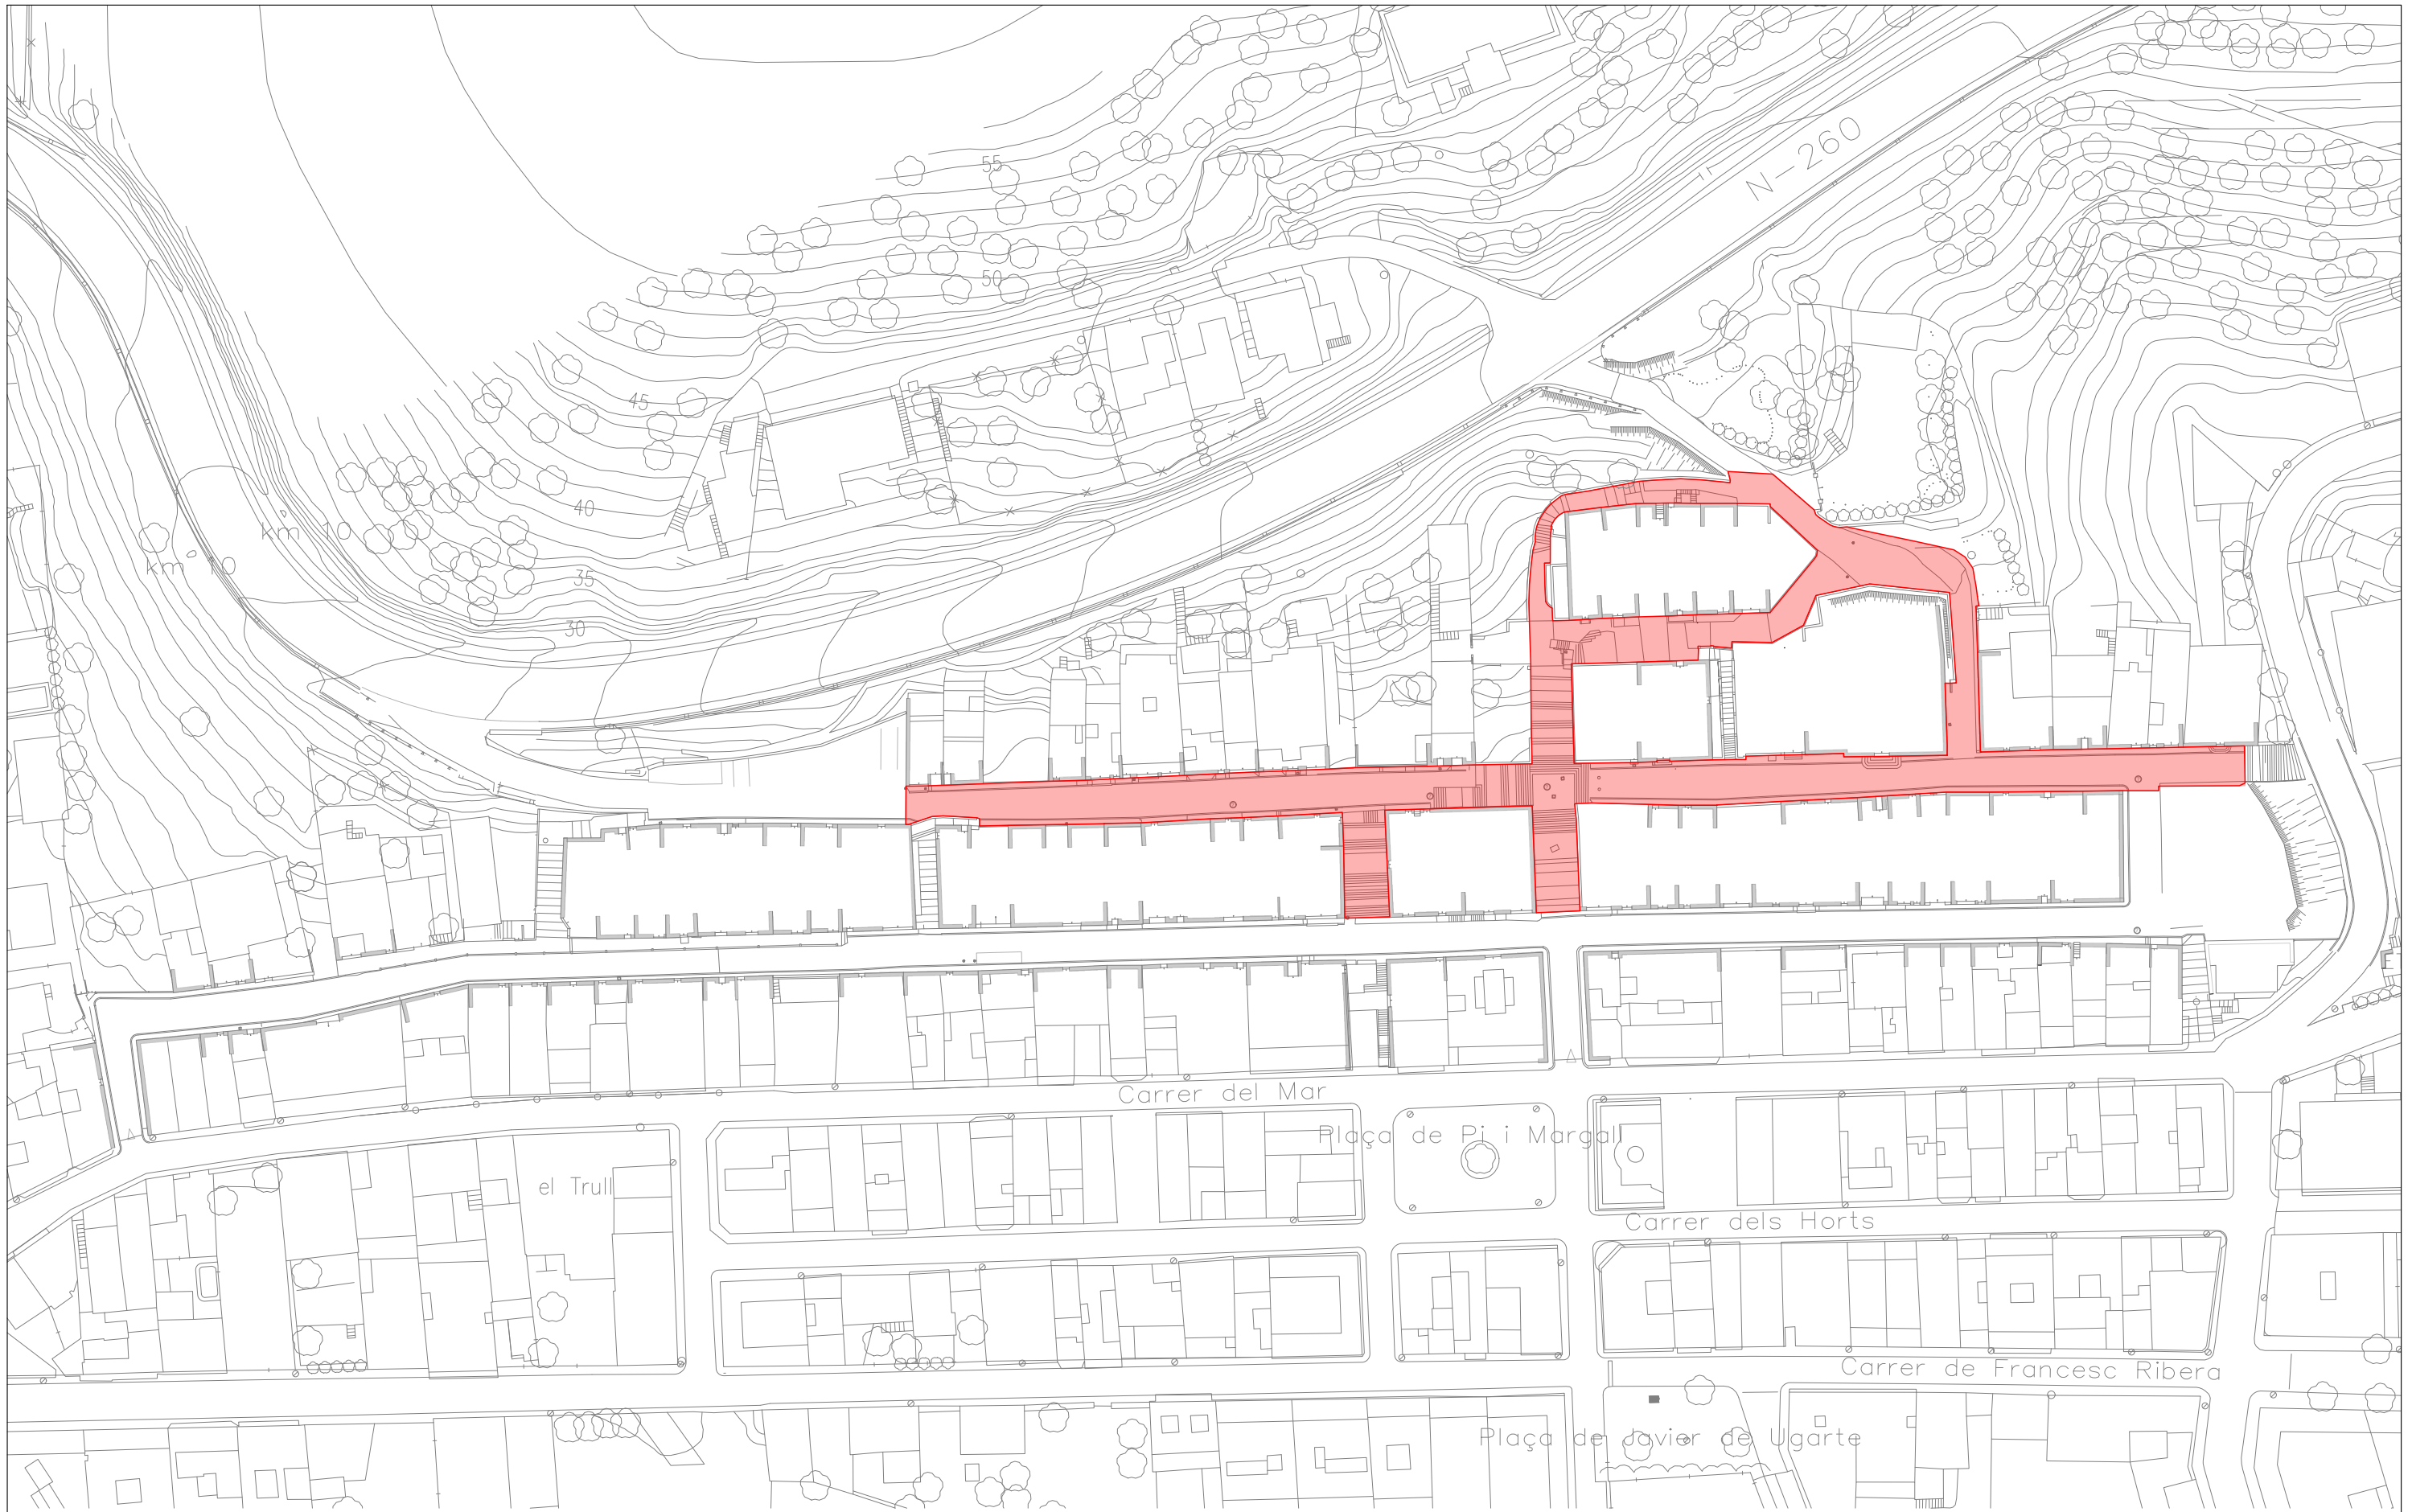 55
N-260
50
45
40
km 10
km 10
35
30
Carrer del Mar
Plaça de Pi i Margall
el Trull
Carrer dels Horts
Carrer de Francesc Ribera
Plaça de Javier de Ugarte